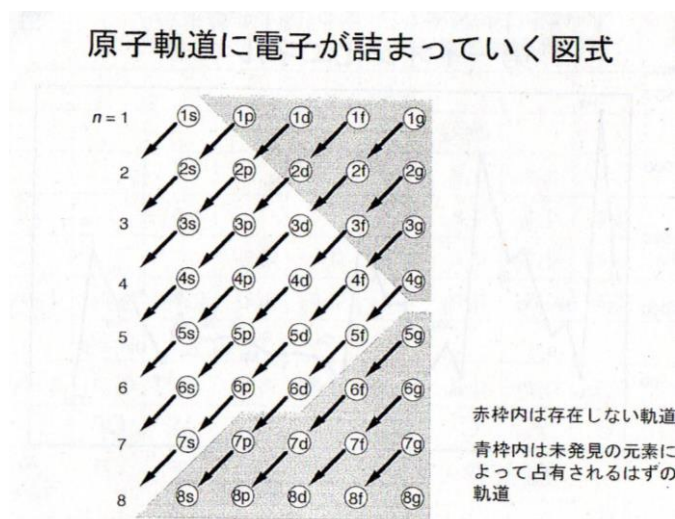 原子軌道に電子が詰まっていく図式
n = 1 1s 1p 1d 1f 1g
2 2s 2p 2d 2f 2g
3 3s 3p 3d 3f 3g
4 4s 4p 4d 4f 4g
5 5s 5p 5d 5f 5g
6 6s 6p 6d 6f 6g
7 7s 7p 7d 7f 7g
8 8s 8p 8d 8f 8g
赤枠内は存在しない軌道
青枠内は未発見の元素に
よって占有されるはずの
軌道